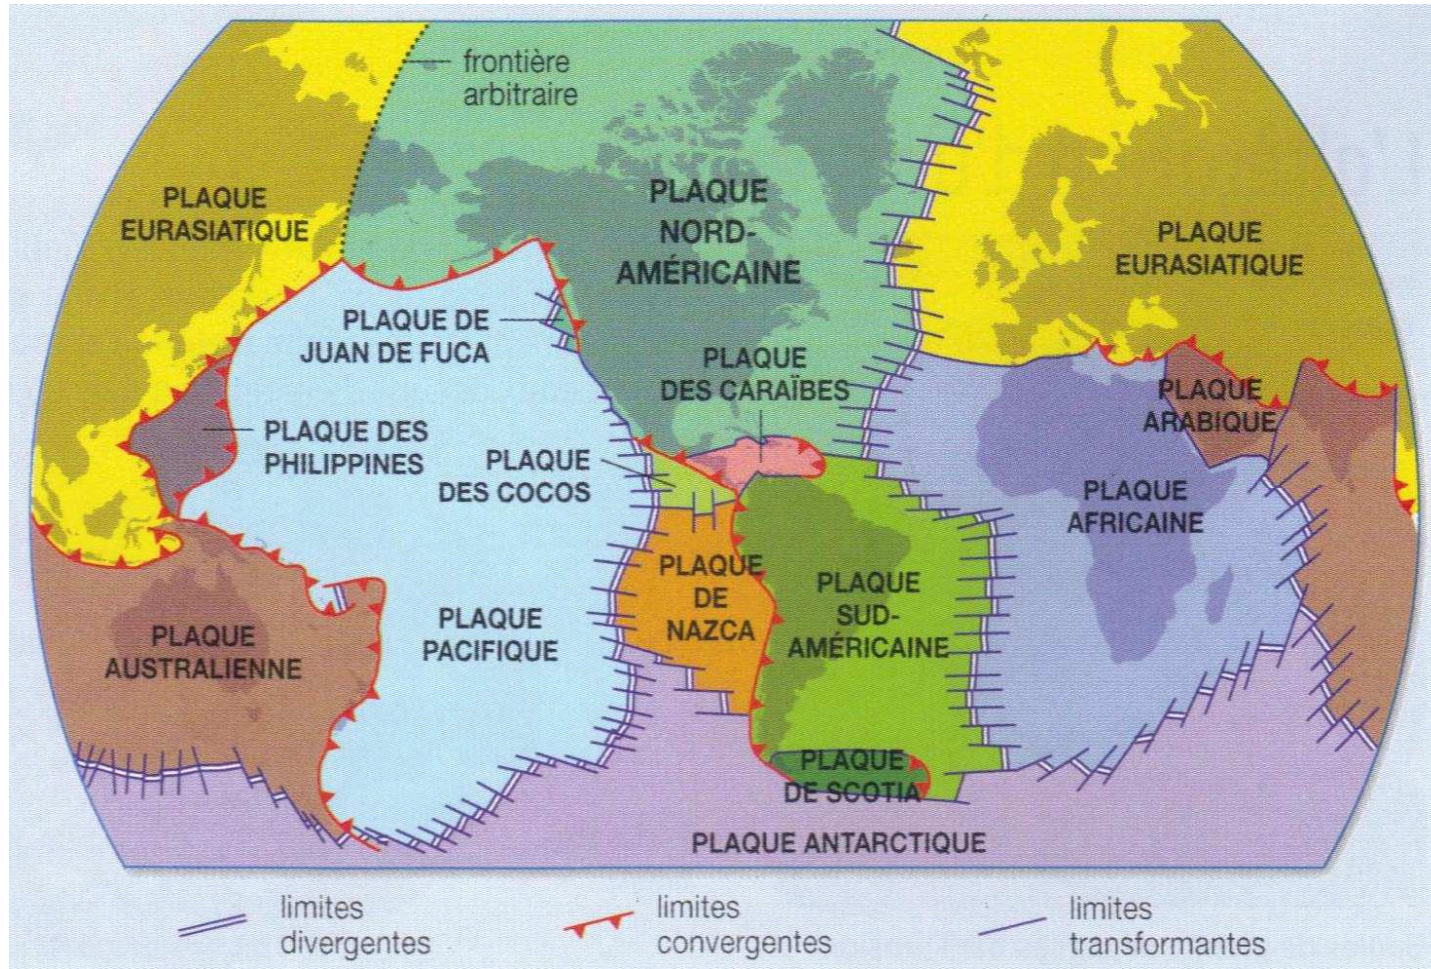 frontière
arbitraire
PLAQUE
EURASIATIQUE
PLAQUE
NORD-
AMÉRICAINE
PLAQUE
EURASIATIQUE
PLAQUE DE
JUAN DE FUCA
PLAQUE
DES CARAÏBES
PLAQUE
ARABIQUE
PLAQUE DES
PHILIPPINES
PLAQUE
DES COCOS
PLAQUE
AFRICAINE
PLAQUE
DE
NAZCA
PLAQUE
SUD-
AMÉRICAINE
PLAQUE
PACIFIQUE
PLAQUE
AUSTRALIENNE
PLAQUE
DE SCOTIA
PLAQUE ANTARCTIQUE
limites
divergentes
limites
convergentes
limites
transformantes